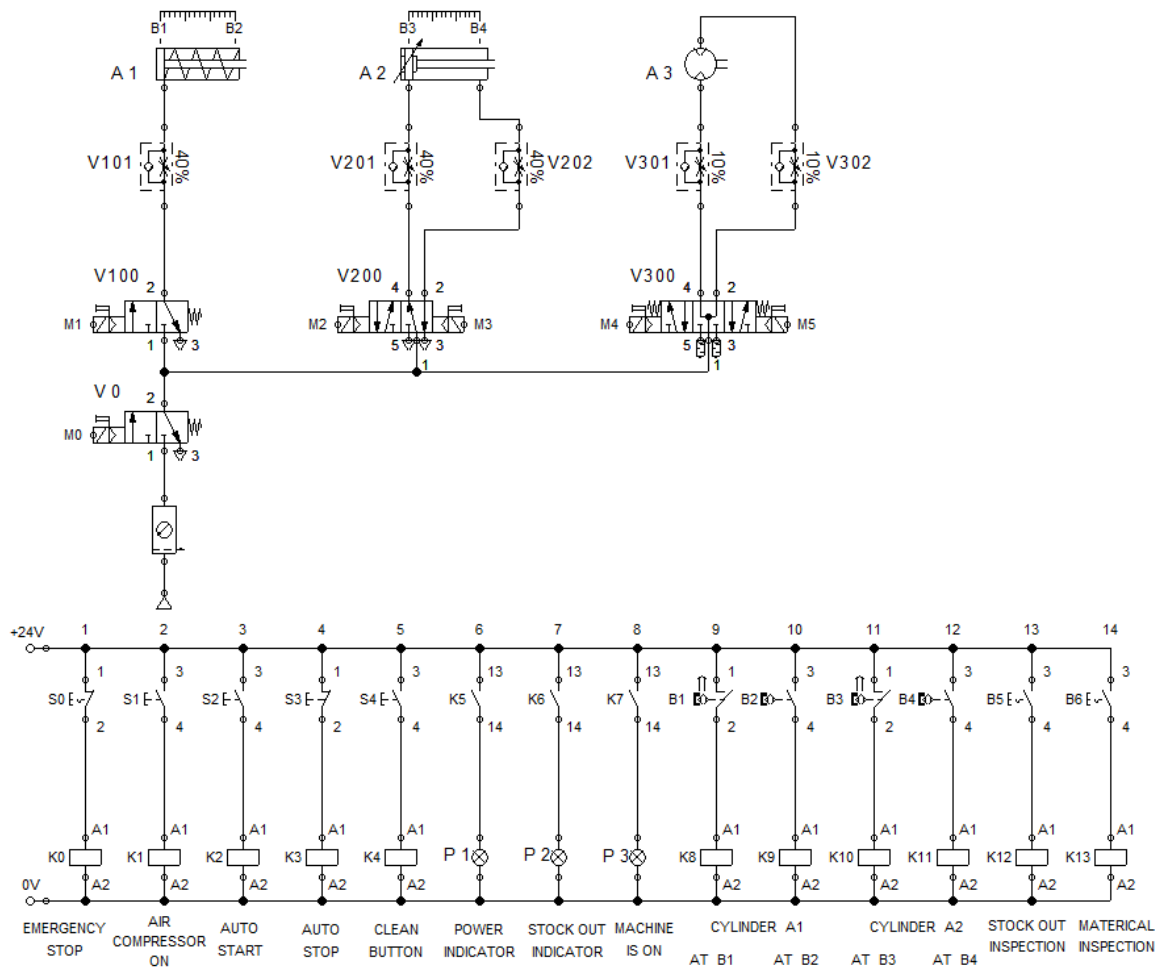 B1 B2 B3 B4
A 1 A 2 A 3
V101 40% V201 40% 40% V202 V301 10% 10% V302
V100 V200 V300
2 4 2 4 2
M1 M2 M3 M4 M5
1 3 5 3 5 3
1 1
V 0
2
M0
1 3
1 2 3 4 5 6 7 8 9 10 11 12 13 14
+24V
1 3 3 1 3 13 13 13 1 3 1 3 3 3
S0 S1 S2 S3 S4 K5 K6 K7 B1 B2 B3 B4 B5 B6
2 4 4 2 4 14 14 14 2 4 2 4 4 4
A1 A1 A1 A1 A1 A1 A1 A1 A1 A1 A1
K0 K1 K2 K3 K4 P 1 P 2 P 3 K8 K9 K10 K11 K12 K13
0V A2 A2 A2 A2 A2 A2 A2 A2 A2 A2 A2
EMERGENCY
STOP
AIR
COMPRESSOR
ON
AUTO
START
AUTO
STOP
CLEAN
BUTTON
POWER
INDICATOR
STOCK OUT
INDICATOR
MACHINE
IS ON
CYLINDER A1
AT B1 AT B2
CYLINDER A2
AT B3 AT B4
STOCK OUT
INSPECTION
MATERICAL
INSPECTION